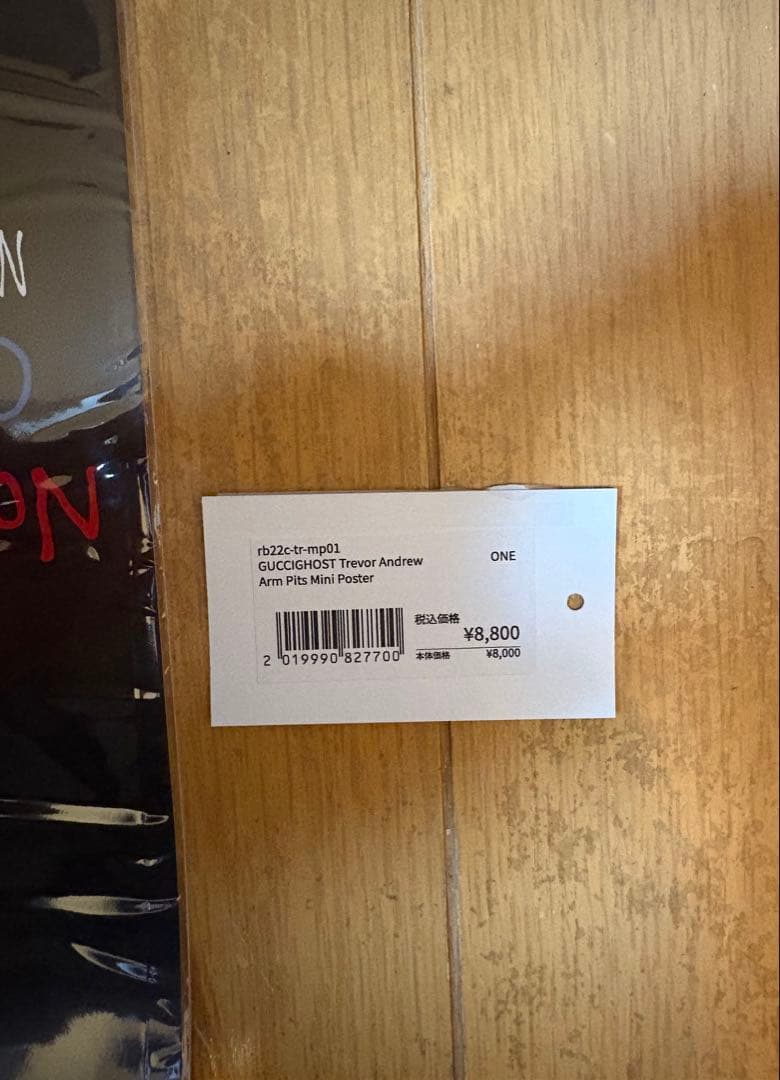 N
ON
rb22c-tr-mp01
GUCCIGHOST Trevor Andrew
Arm Pits Mini Poster
ONE
税込価格
¥8,800
本体価格
¥8,000
2 019990 827700